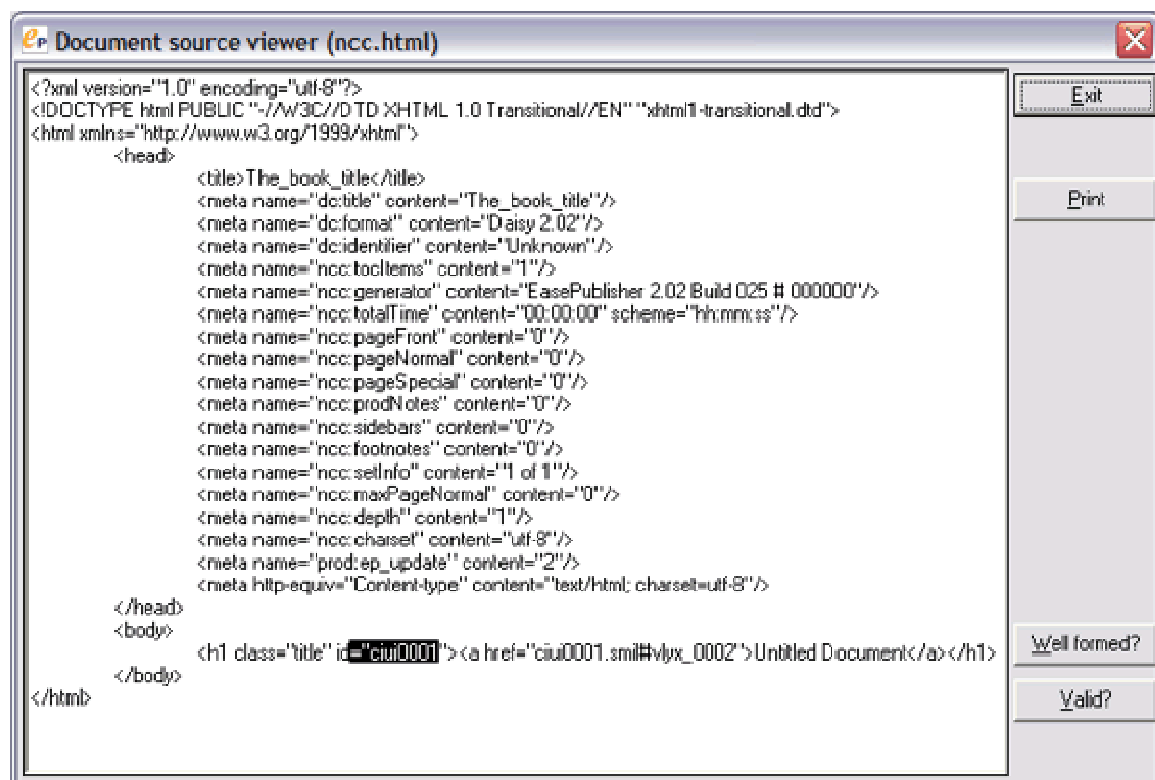 eP Document source viewer (ncc.html)
<?xml version="1.0" encoding="utf-8"?>
<!DOCTYPE html PUBLIC "-//W3C//DTD XHTML 1.0 Transitional//EN" "xhtml1-transitional.dtd">
<html xmlns="http://www.w3.org/1999/xhtml">
<head>
<title>The_book_title</title>
<meta name="dc:title" content="The_book_title"/>
<meta name="dc:format" content="Daisy 2.02"/>
<meta name="dc:identifier" content="Unknown"/>
<meta name="ncc:tocItems" content="1"/>
<meta name="ncc:generator" content="EasePublisher 2.02 Build 025 # 000000"/>
<meta name="ncc:totalTime" content="00:00:00" scheme="hh:mm:ss"/>
<meta name="ncc:pageFront" content="0"/>
<meta name="ncc:pageNormal" content="0"/>
<meta name="ncc:pageSpecial" content="0"/>
<meta name="ncc:prodNotes" content="0"/>
<meta name="ncc:sidebars" content="0"/>
<meta name="ncc:footnotes" content="0"/>
<meta name="ncc:setInfo" content="1 of 1"/>
<meta name="ncc:maxPageNormal" content="0"/>
<meta name="ncc:depth" content="1"/>
<meta name="ncc:charset" content="utf-8"/>
<meta name="prod:ep_update" content="2"/>
<meta http-equiv="Content-type" content="text/html; charset=utf-8"/>
</head>
<body>
<h1 class="title" id="ciui0001"><a href="ciui0001.smil#vlyx_0002">Untitled Document</a></h1>
</body>
</html>
Exit
Print
Well formed?
Valid?